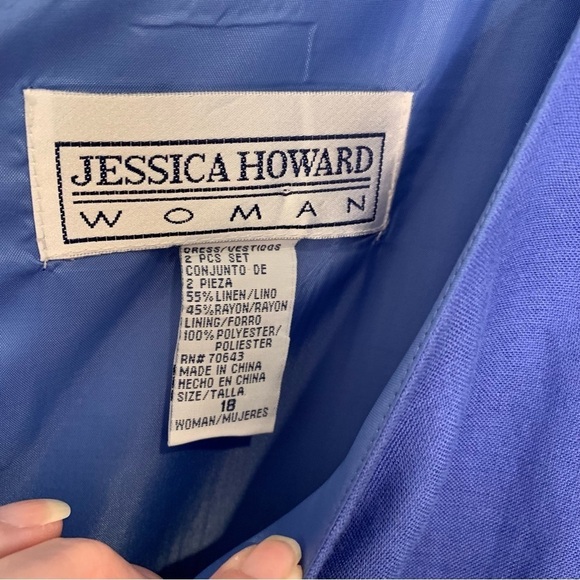 JESSICA HOWARD
WOMAN
DRESS/VESTIDOS
2 PCS SET
CONJUNTO DE
2 PIEZA
55% LINEN/LINO
45% RAYON/RAYON
LINING/FORRO
100% POLYESTER/
POLIESTER
RN# 70643
MADE IN CHINA
HECHO EN CHINA
SIZE/TALLA
18
WOMAN/MUJERES